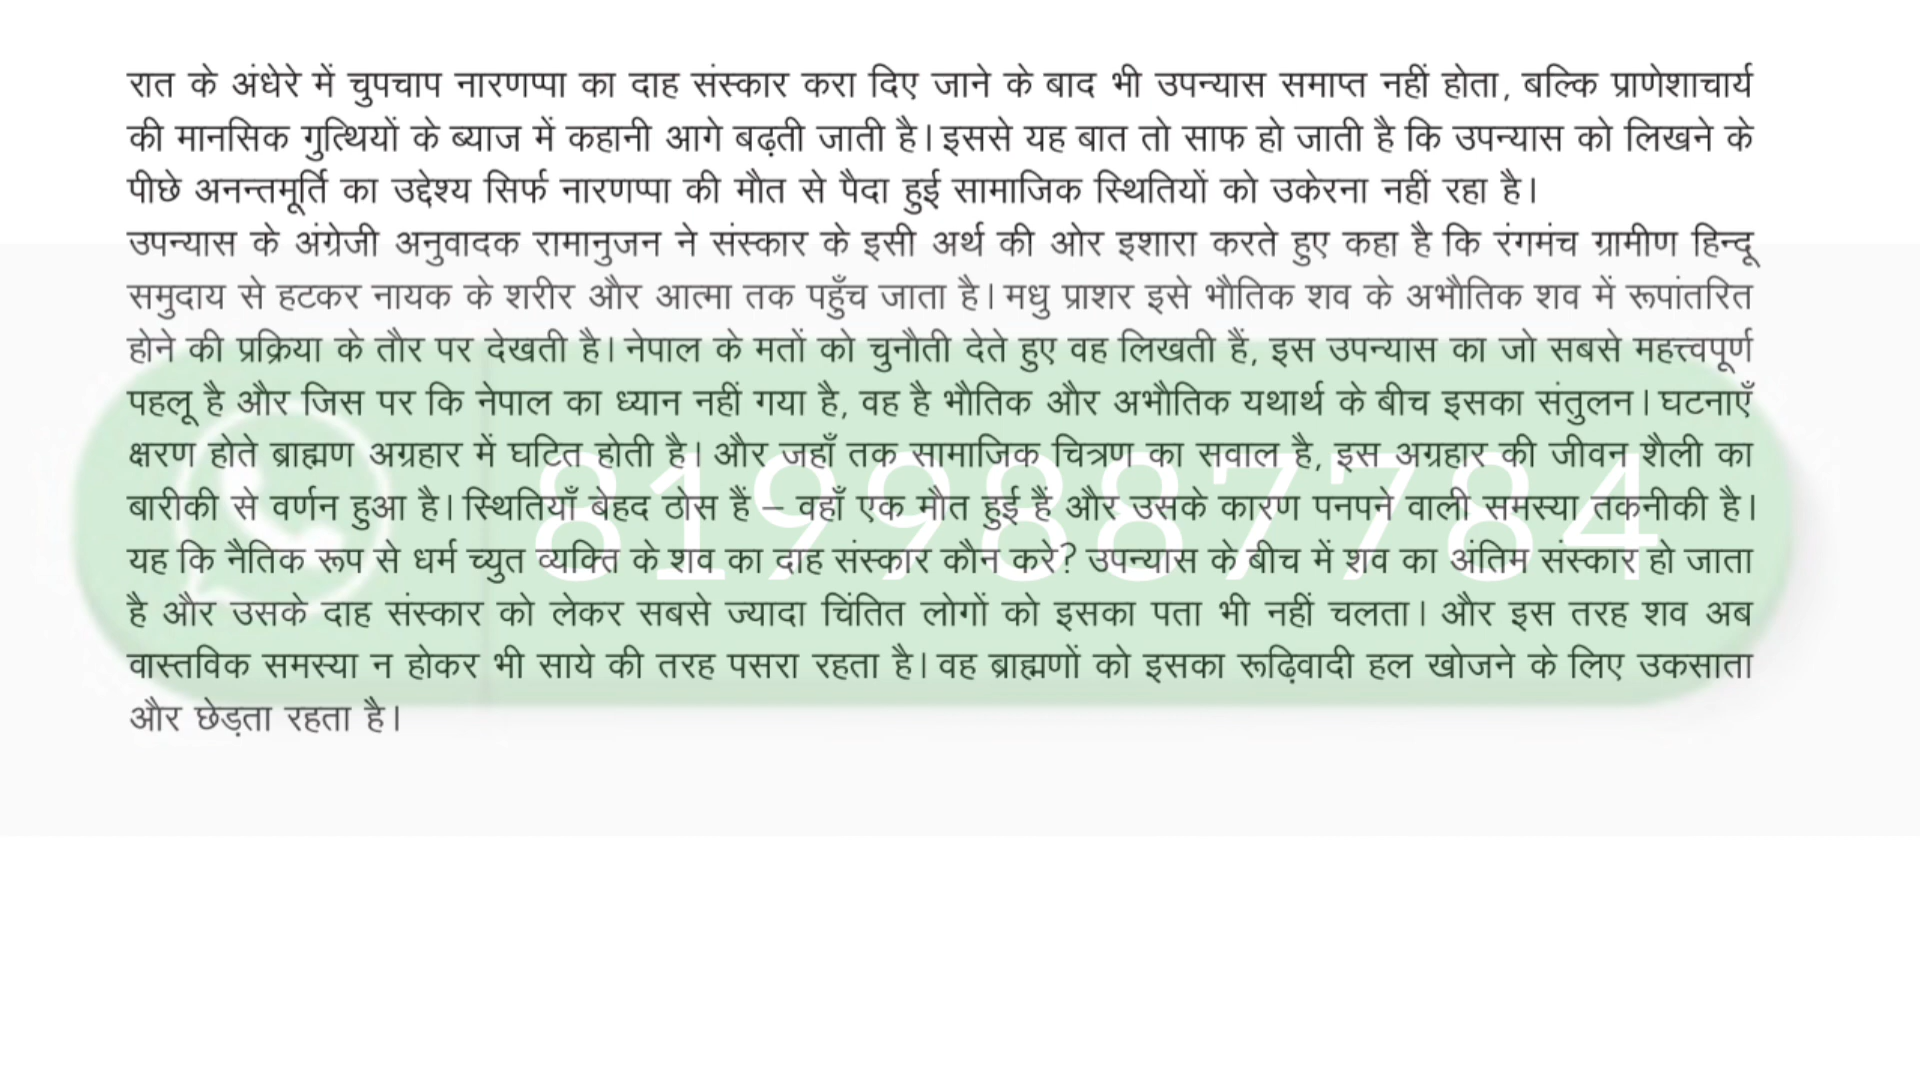 रात के अंधेरे में चुपचाप नारणप्पा का दाह संस्कार करा दिए जाने के बाद भी उपन्यास समाप्त नहीं होता, बल्कि प्राणेशाचार्य
की मानसिक गुत्थियों के ब्याज में कहानी आगे बढ़ती जाती है। इससे यह बात तो साफ हो जाती है कि उपन्यास को लिखने के
पीछे अनन्तमूर्ति का उद्देश्य सिर्फ नारणप्पा की मौत से पैदा हुई सामाजिक स्थितियों को उकेरना नहीं रहा है।
उपन्यास के अंग्रेजी अनुवादक रामानुजन ने संस्कार के इसी अर्थ की ओर इशारा करते हुए कहा है कि रंगमंच ग्रामीण हिन्दू
समुदाय से हटकर नायक के शरीर और आत्मा तक पहुँच जाता है। मधु प्राशर इसे भौतिक शव के अभौतिक शव में रूपांतरित
होने की प्रक्रिया के तौर पर देखती है। नेपाल के मतों को चुनौती देते हुए वह लिखती हैं, इस उपन्यास का जो सबसे महत्त्वपूर्ण
पहलू है और जिस पर कि नेपाल का ध्यान नहीं गया है, वह है भौतिक और अभौतिक यथार्थ के बीच इसका संतुलन। घटनाएँ
क्षरण होते ब्राह्मण अग्रहार में घटित होती है। और जहाँ तक सामाजिक चित्रण का सवाल है, इस अग्रहार की जीवन शैली का
बारीकी से वर्णन हुआ है। स्थितियाँ बेहद ठोस हैं – वहाँ एक मौत हुई हैं और उसके कारण पनपने वाली समस्या तकनीकी है।
यह कि नैतिक रूप से धर्म च्युत व्यक्ति के शव का दाह संस्कार कौन करे? उपन्यास के बीच में शव का अंतिम संस्कार हो जाता
है और उसके दाह संस्कार को लेकर सबसे ज्यादा चिंतित लोगों को इसका पता भी नहीं चलता। और इस तरह शव अब
वास्तविक समस्या न होकर भी साये की तरह पसरा रहता है। वह ब्राह्मणों को इसका रूढ़िवादी हल खोजने के लिए उकसाता
और छेड़ता रहता है।
8199887784